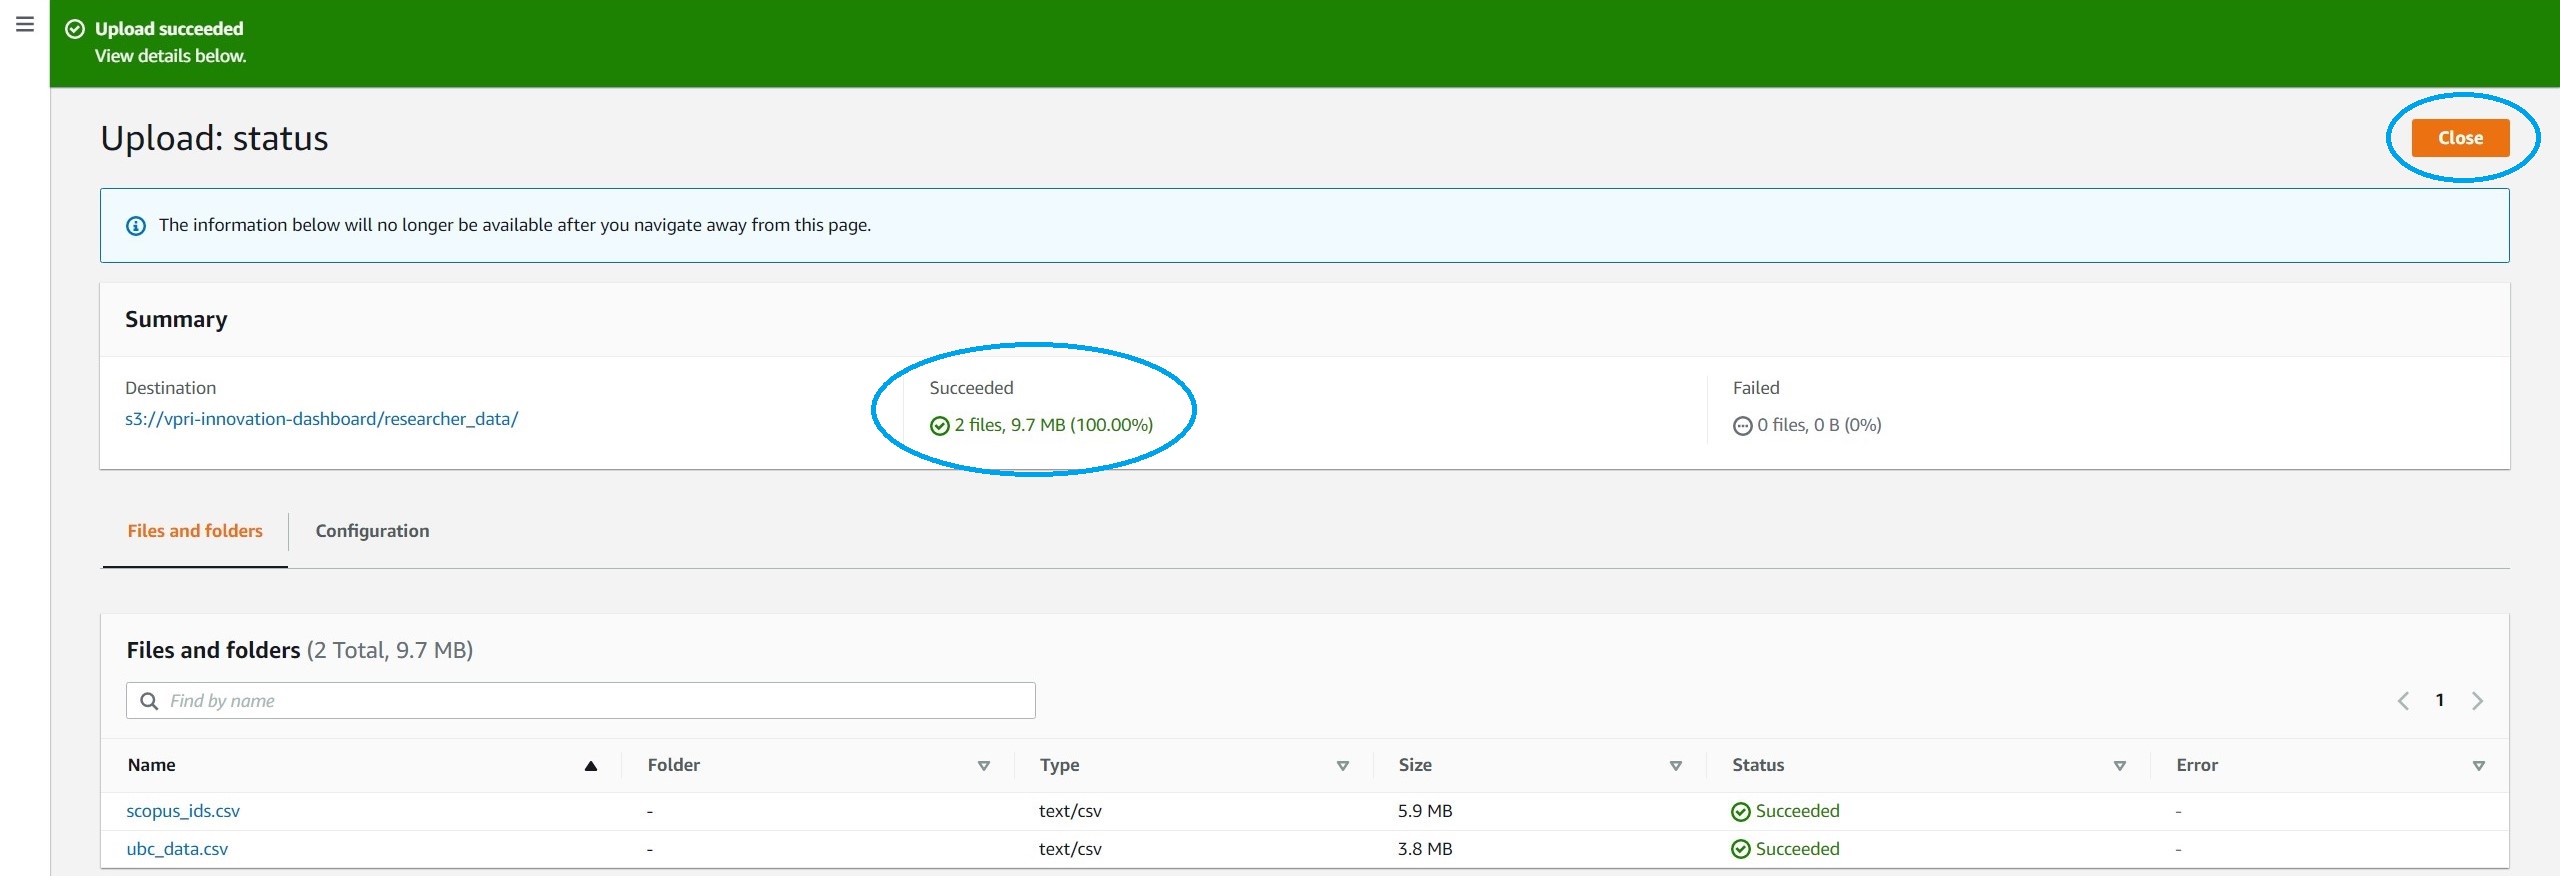 Upload succeeded
View details below.
Upload: status
Close
The information below will no longer be available after you navigate away from this page.
Summary
Destination
s3://vpri-innovation-dashboard/researcher_data/
Succeeded
2 files, 9.7 MB (100.00%)
Failed
0 files, 0 B (0%)
Files and folders
Configuration
Files and folders (2 Total, 9.7 MB)
Find by name
1
Name Folder Type Size Status Error
scopus_ids.csv - text/csv 5.9 MB Succeeded -
ubc_data.csv - text/csv 3.8 MB Succeeded -